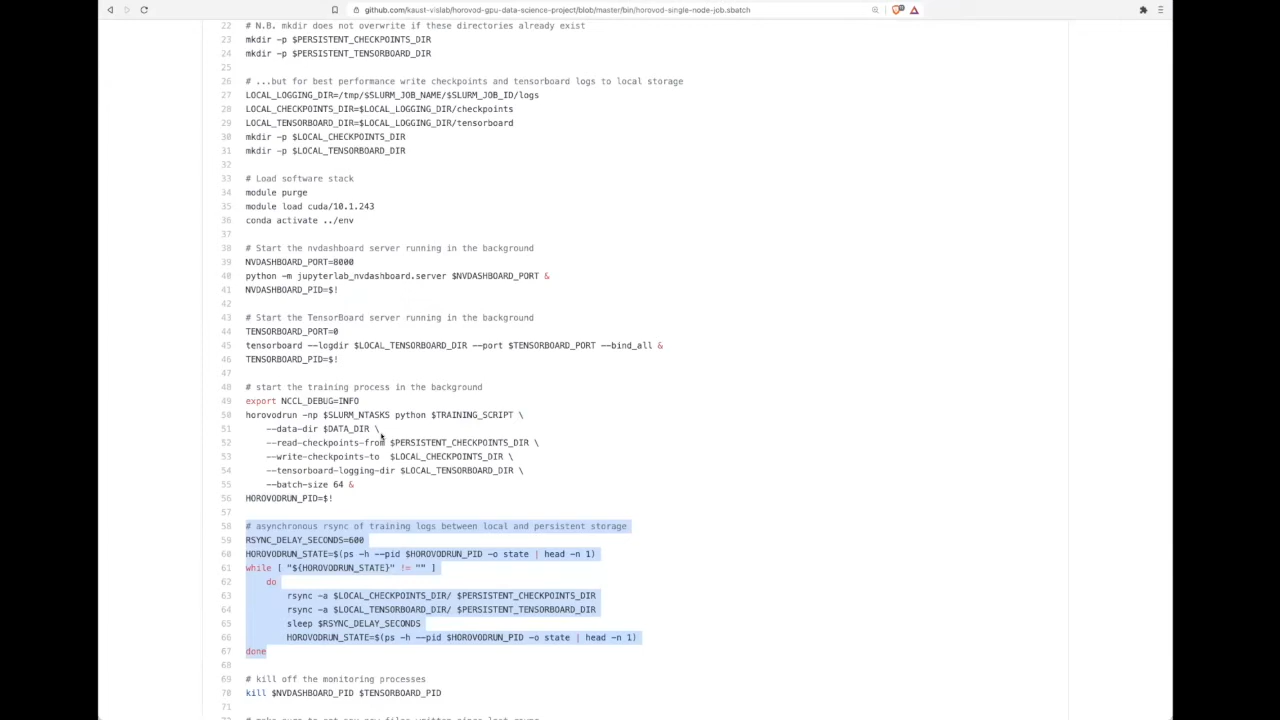 github.com/kaust-vislab/horovod-gpu-data-science-project/blob/master/bin/horovod-single-node-job.sbatch
22 # N.B. mkdir does not overwrite if these directories already exist
23 mkdir -p $PERSISTENT_CHECKPOINTS_DIR
24 mkdir -p $PERSISTENT_TENSORBOARD_DIR
25
26 # ...but for best performance write checkpoints and tensorboard logs to local storage
27 LOCAL_LOGGING_DIR=/tmp/$SLURM_JOB_NAME/$SLURM_JOB_ID/logs
28 LOCAL_CHECKPOINTS_DIR=$LOCAL_LOGGING_DIR/checkpoints
29 LOCAL_TENSORBOARD_DIR=$LOCAL_LOGGING_DIR/tensorboard
30 mkdir -p $LOCAL_CHECKPOINTS_DIR
31 mkdir -p $LOCAL_TENSORBOARD_DIR
32
33 # Load software stack
34 module purge
35 module load cuda/10.1.243
36 conda activate ../env
37
38 # Start the nvdashboard server running in the background
39 NVDASHBOARD_PORT=8000
40 python -m jupyterlab_nvdashboard.server $NVDASHBOARD_PORT &
41 NVDASHBOARD_PID=$!
42
43 # Start the TensorBoard server running in the background
44 TENSORBOARD_PORT=0
45 tensorboard --logdir $LOCAL_TENSORBOARD_DIR --port $TENSORBOARD_PORT --bind_all &
46 TENSORBOARD_PID=$!
47
48 # start the training process in the background
49 export NCCL_DEBUG=INFO
50 horovodrun -np $SLURM_NTASKS python $TRAINING_SCRIPT \
51 --data-dir $DATA_DIR \
52 --read-checkpoints-from $PERSISTENT_CHECKPOINTS_DIR \
53 --write-checkpoints-to $LOCAL_CHECKPOINTS_DIR \
54 --tensorboard-logging-dir $LOCAL_TENSORBOARD_DIR \
55 --batch-size 64 &
56 HOROVODRUN_PID=$!
57
58 # asynchronous rsync of training logs between local and persistent storage
59 RSYNC_DELAY_SECONDS=600
60 HOROVODRUN_STATE=$(ps -h --pid $HOROVODRUN_PID -o state | head -n 1)
61 while [ "${HOROVODRUN_STATE}" != "" ]
62 do
63 rsync -a $LOCAL_CHECKPOINTS_DIR/ $PERSISTENT_CHECKPOINTS_DIR
64 rsync -a $LOCAL_TENSORBOARD_DIR/ $PERSISTENT_TENSORBOARD_DIR
65 sleep $RSYNC_DELAY_SECONDS
66 HOROVODRUN_STATE=$(ps -h --pid $HOROVODRUN_PID -o state | head -n 1)
67 done
68
69 # kill off the monitoring processes
70 kill $NVDASHBOARD_PID $TENSORBOARD_PID
71